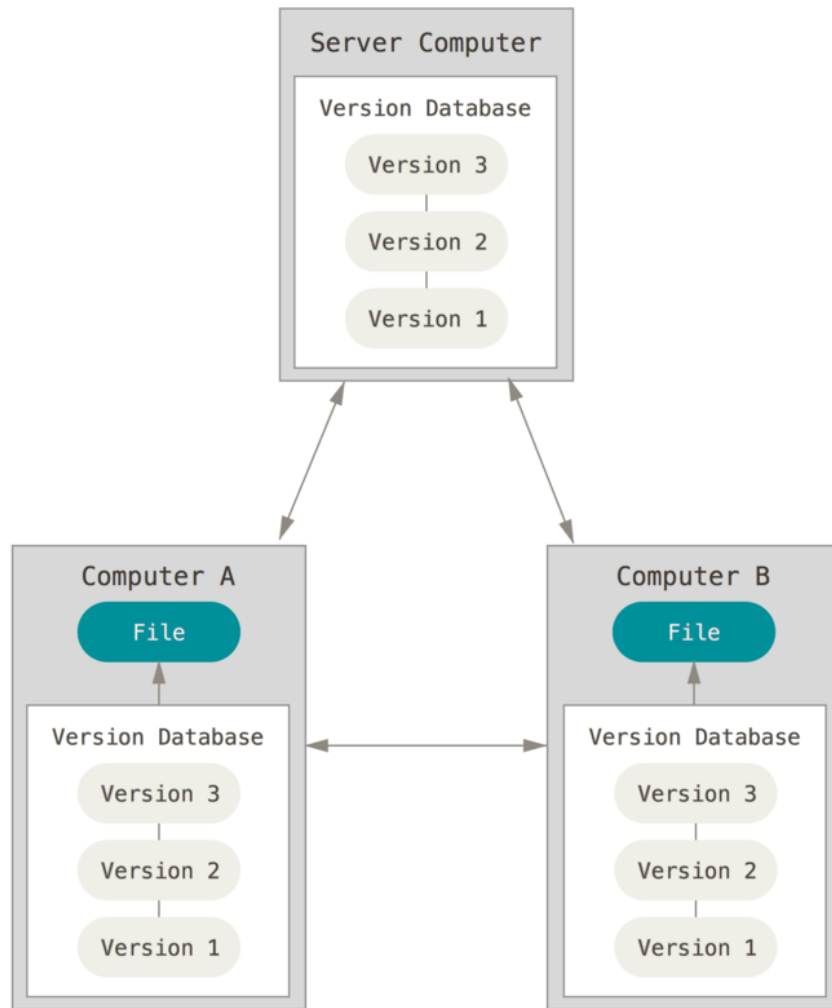 Server Computer
Version Database
Version 3
Version 2
Version 1
Computer A
File
Version Database
Version 3
Version 2
Version 1
Computer B
File
Version Database
Version 3
Version 2
Version 1